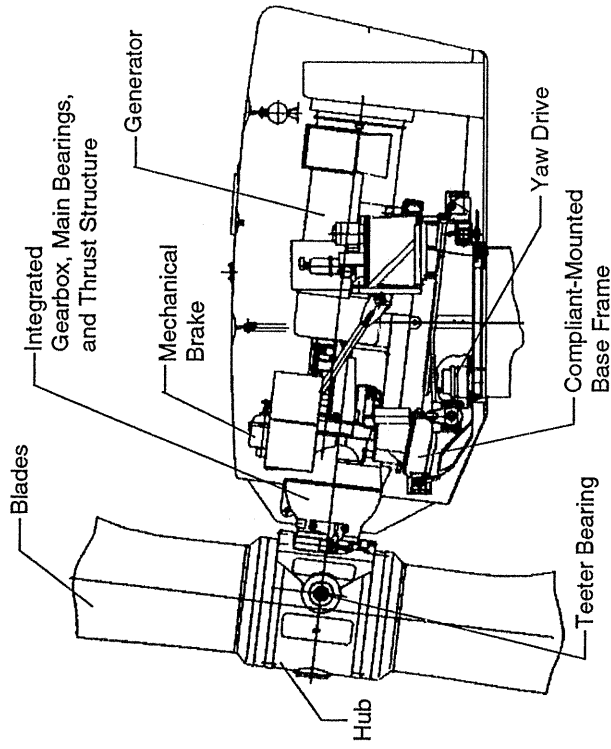 Blades
Integrated
Gearbox, Main Bearings,
and Thrust Structure
Mechanical
Brake
Generator
Hub
Teeter Bearing
Compliant-Mounted
Base Frame
Yaw Drive